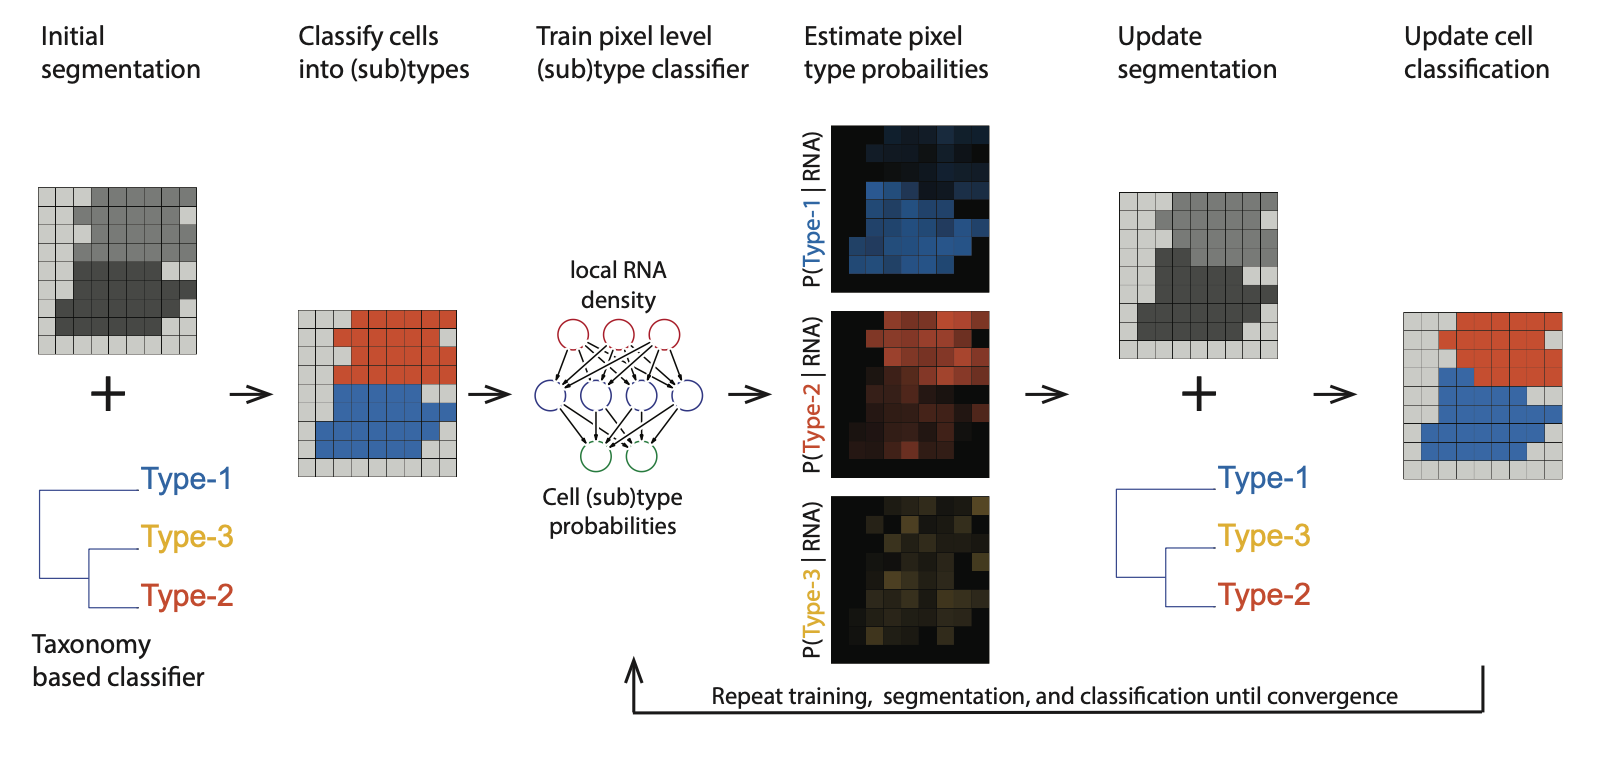 Initial
segmentation
Classify cells
into (sub)types
Train pixel level
(sub)type classifier
Estimate pixel
type probailities
Update
segmentation
Update cell
classification
+
Type-1
Type-3
Type-2
Taxonomy
based classifier
local RNA
density
Cell (sub)type
probabilities
P(Type-1 | RNA)
P(Type-2 | RNA)
P(Type-3 | RNA)
+
Type-1
Type-3
Type-2
Repeat training, segmentation, and classification until convergence